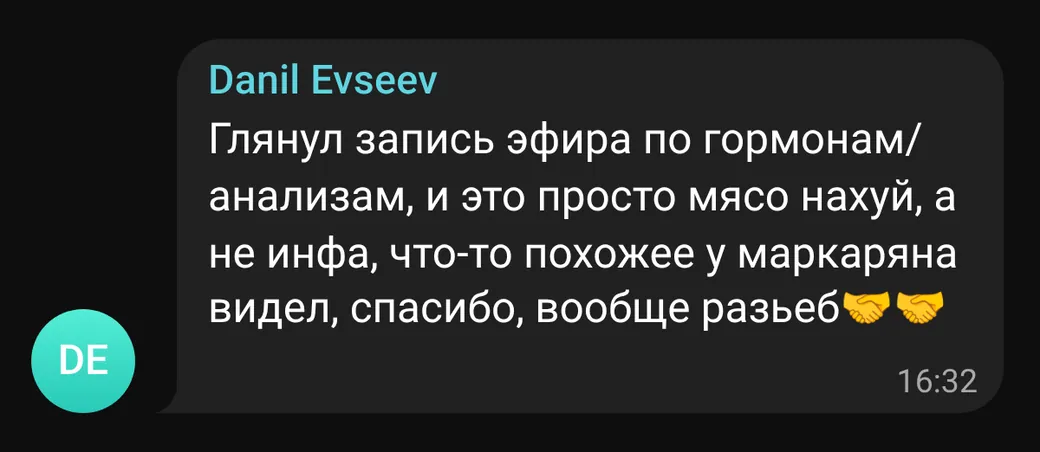 Danil Evseev
Глянул запись эфира по гормонам/
анализам, и это просто мясо нахуй, а
не инфа, что-то похожее у маркаряна
видел, спасибо, вообще разьеб🤝🤝
DE
16:32